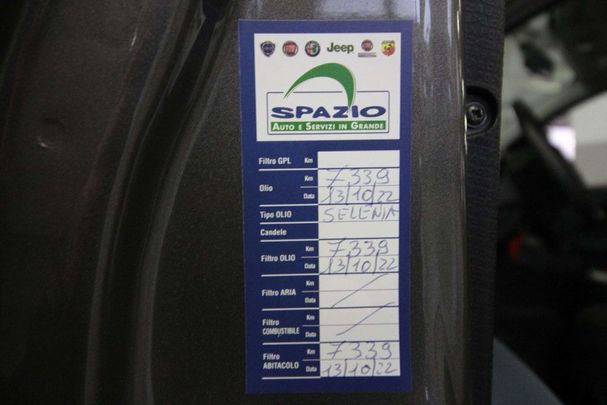 Jeep
SPAZIO
AUTO E SERVIZI IN GRANDE
Filtro GPL Km
Olio Km 7339
Data 13/10/22
Tipo OLIO SELENIA
Candele
Filtro OLIO Km 7339
Data 13/10/22
Filtro ARIA Km
Data
Filtro COMBUSTIBILE Km
Data
Filtro ABITACOLO Km 7339
Data 13/10/22